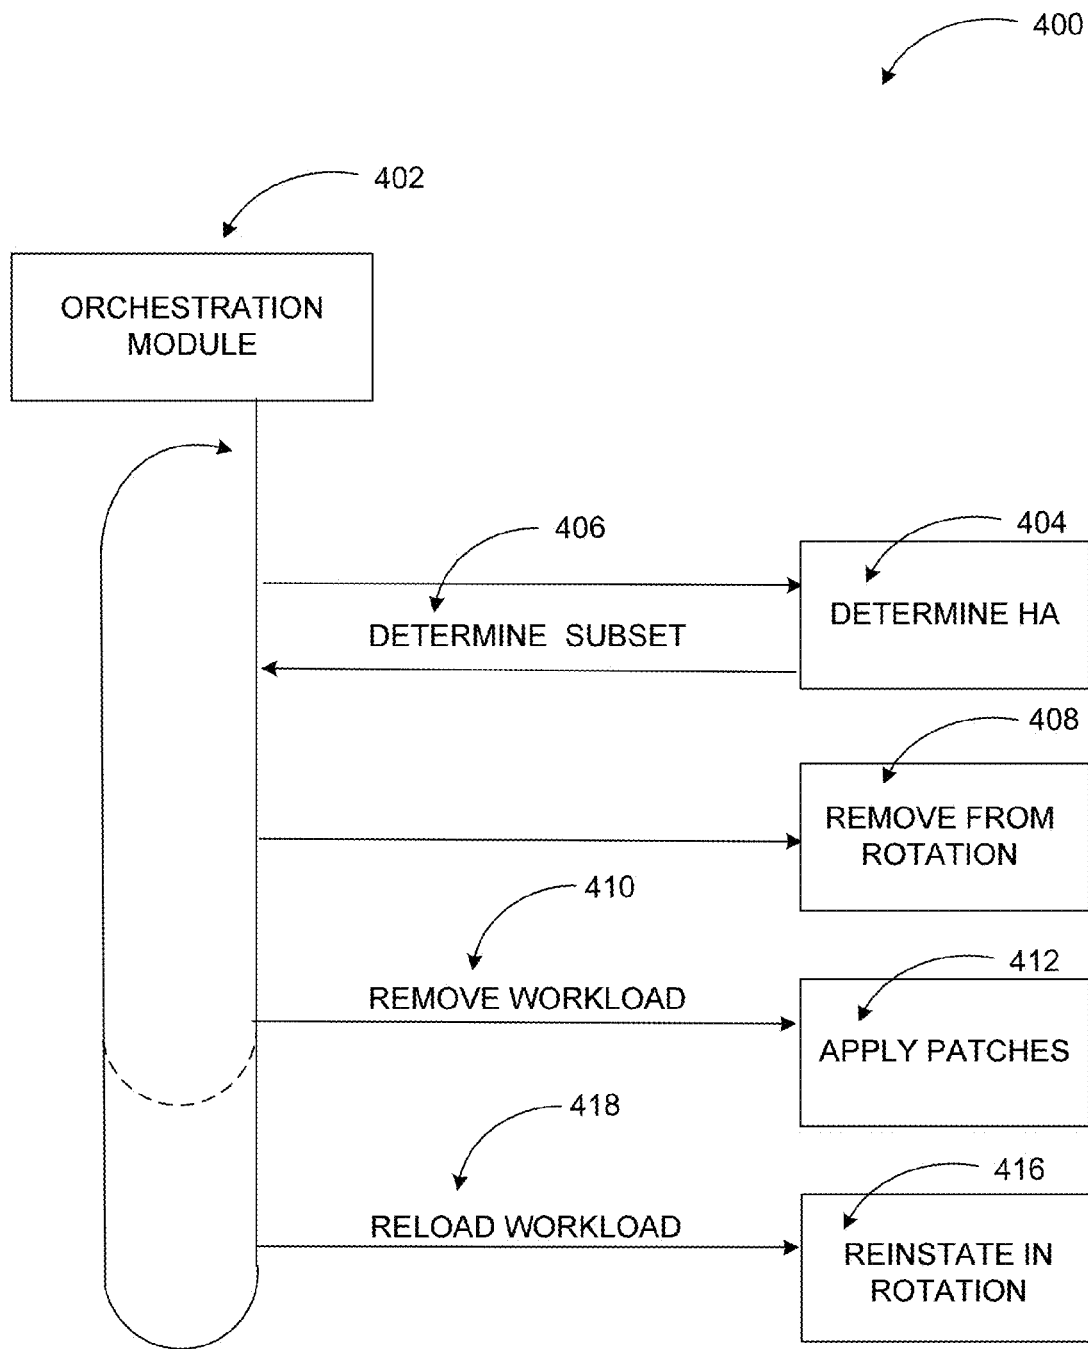 400
402
ORCHESTRATION
MODULE
406
404
DETERMINE SUBSET
DETERMINE HA
408
REMOVE FROM
ROTATION
410
REMOVE WORKLOAD
412
APPLY PATCHES
418
RELOAD WORKLOAD
416
REINSTATE IN
ROTATION